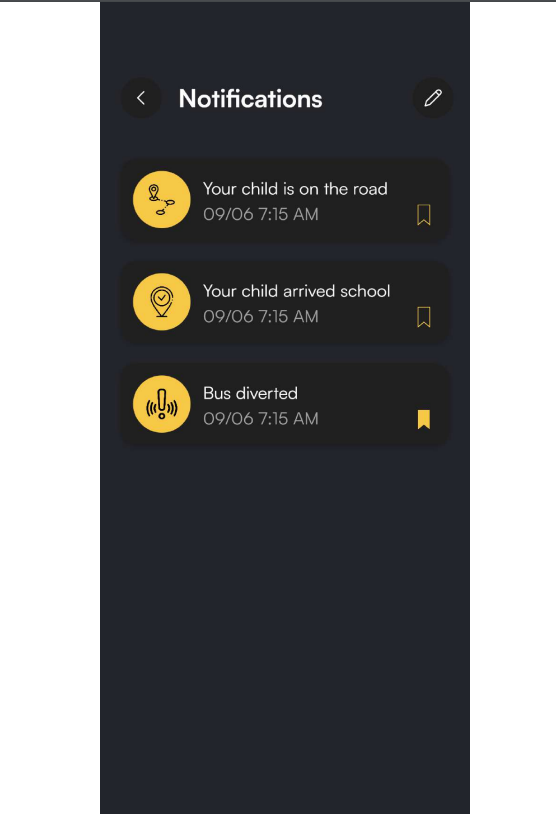 Notifications
Your child is on the road
09/06 7:15 AM
Your child arrived school
09/06 7:15 AM
Bus diverted
09/06 7:15 AM